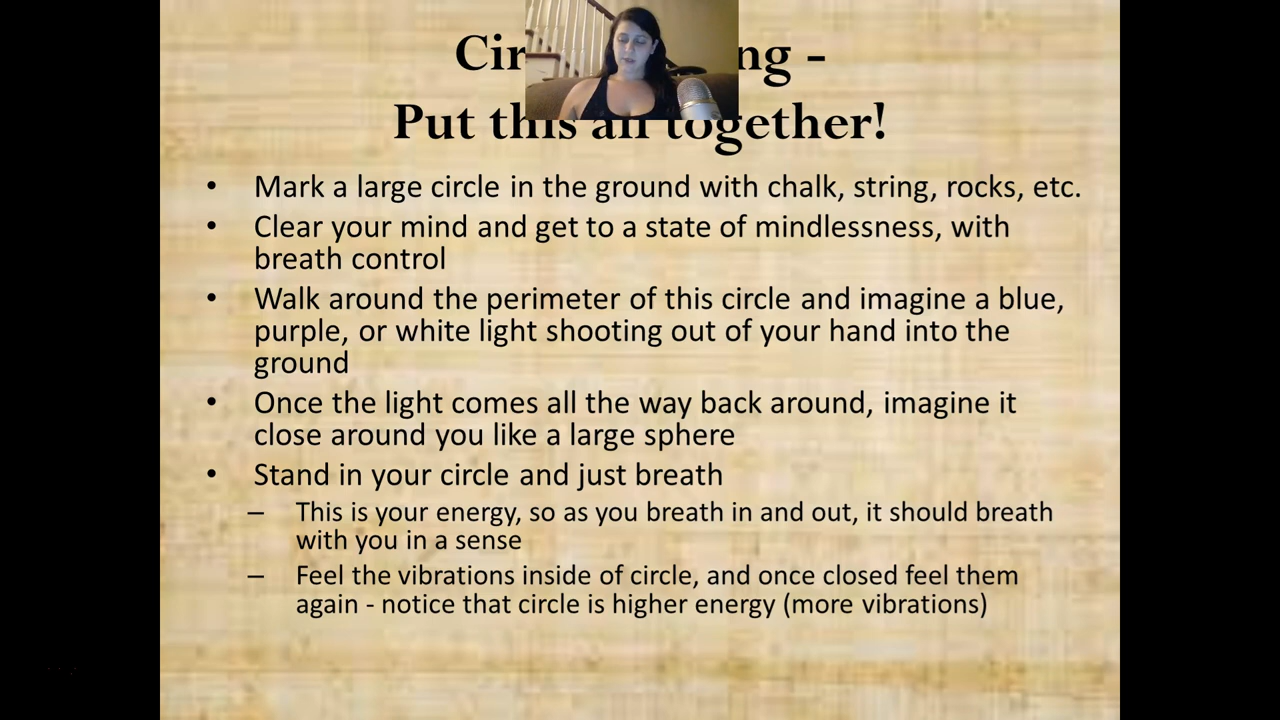 Cir ng -
Put this all together!
• Mark a large circle in the ground with chalk, string, rocks, etc.
• Clear your mind and get to a state of mindlessness, with
breath control
• Walk around the perimeter of this circle and imagine a blue,
purple, or white light shooting out of your hand into the
ground
• Once the light comes all the way back around, imagine it
close around you like a large sphere
• Stand in your circle and just breath
– This is your energy, so as you breath in and out, it should breath
with you in a sense
– Feel the vibrations inside of circle, and once closed feel them
again - notice that circle is higher energy (more vibrations)